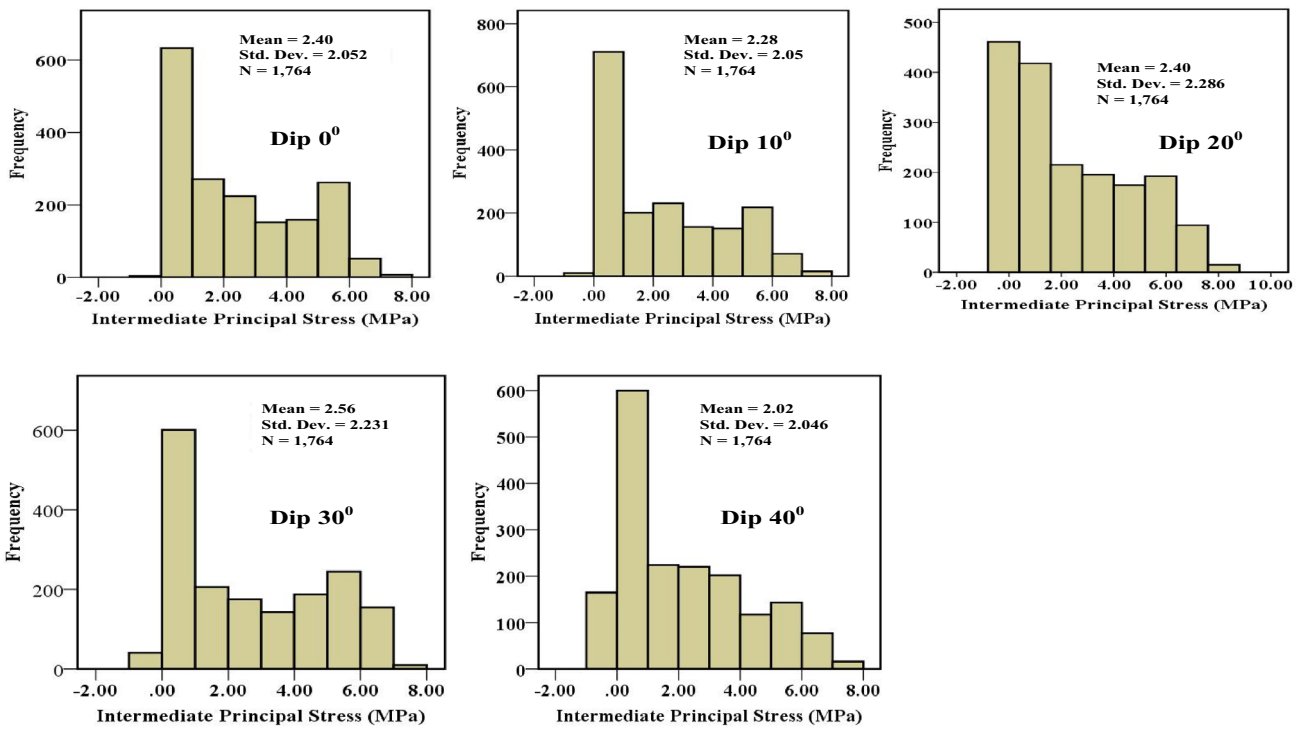 Frequency
600
400
200
0
Mean = 2.40
Std. Dev. = 2.052
N = 1,764
Dip 0⁰
-2.00 .00 2.00 4.00 6.00 8.00
Intermediate Principal Stress (MPa)
Frequency
800
600
400
200
0
Mean = 2.28
Std. Dev. = 2.05
N = 1,764
Dip 10⁰
-2.00 .00 2.00 4.00 6.00 8.00
Intermediate Principal Stress (MPa)
Frequency
500
400
300
200
100
0
Mean = 2.40
Std. Dev. = 2.286
N = 1,764
Dip 20⁰
-2.00 .00 2.00 4.00 6.00 8.00 10.00
Intermediate Principal Stress (MPa)
Frequency
600
400
200
0
Mean = 2.56
Std. Dev. = 2.231
N = 1,764
Dip 30⁰
-2.00 .00 2.00 4.00 6.00 8.00
Intermediate Principal Stress (MPa)
Frequency
600
500
400
300
200
100
0
Mean = 2.02
Std. Dev. = 2.046
N = 1,764
Dip 40⁰
-2.00 .00 2.00 4.00 6.00 8.00
Intermediate Principal Stress (MPa)